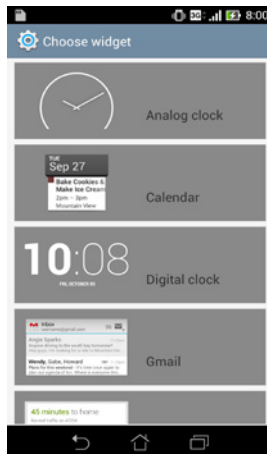 3G 8:00
Choose widget
Analog clock
TUE
Sep 27
Bake Cookies &
Make Ice Cream
2pm – 3pm
Mountain View
Calendar
10:08
Digital clock
Inbox
Angie Sparks
Wendy, Gabe, Howard
Plans for this weekend
Gmail
45 minutes to home